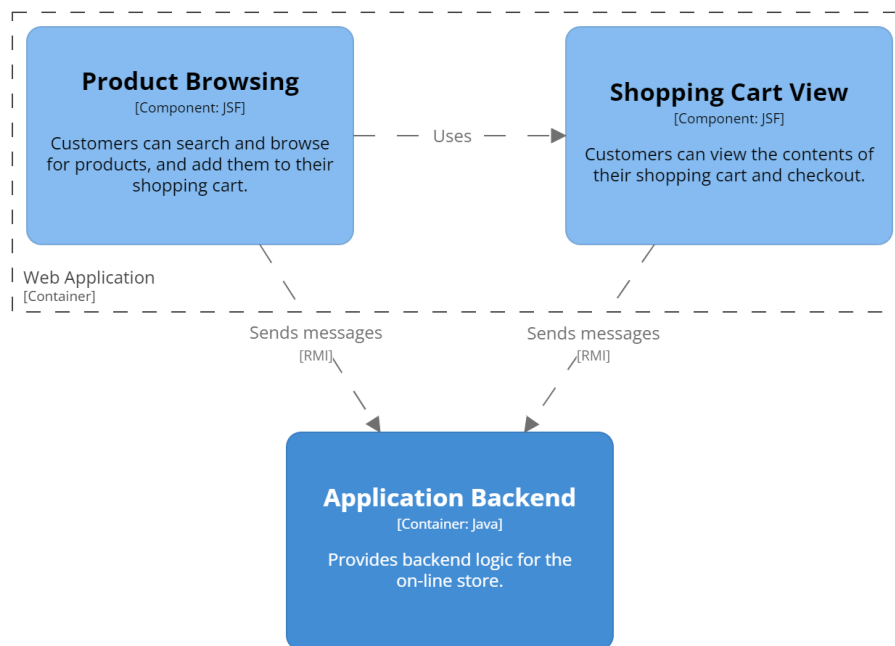 Product Browsing
[Component: JSF]
Customers can search and browse
for products, and add them to their
shopping cart.
Uses
Shopping Cart View
[Component: JSF]
Customers can view the contents of
their shopping cart and checkout.
Web Application
[Container]
Sends messages
[RMI]
Sends messages
[RMI]
Application Backend
[Container: Java]
Provides backend logic for the
on-line store.